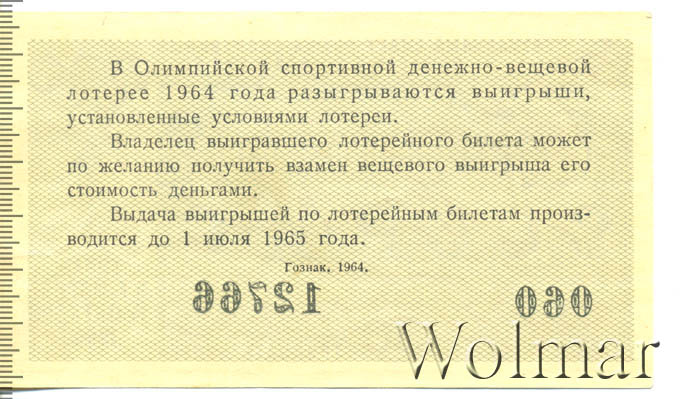 В Олимпийской спортивной денежно-вещевой
лотерее 1964 года разыгрываются выигрыши,
установленные условиями лотереи.
Владелец выигравшего лотерейного билета может
по желанию получить взамен вещевого выигрыша его
стоимость деньгами.
Выдача выигрышей по лотерейным билетам произ-
водится до 1 июля 1965 года.
Гознак. 1964.
12766 060
Wolmar